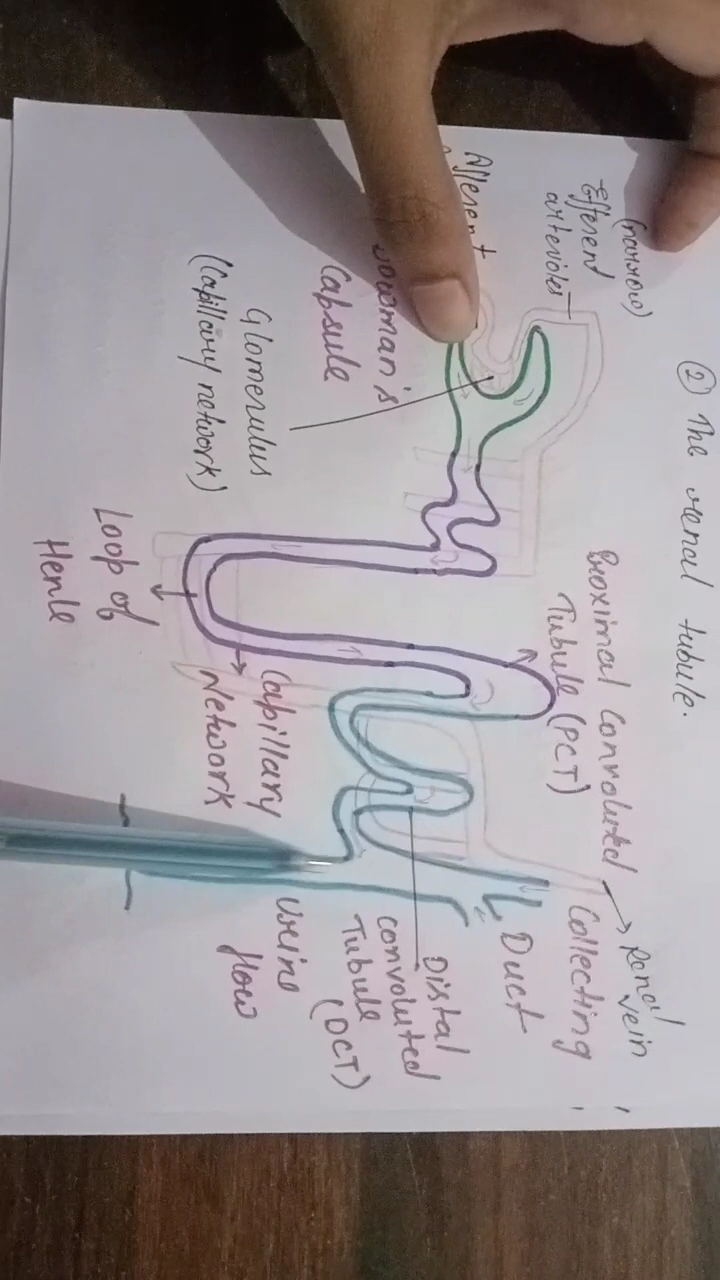 ② The renal tubule.
(narrow)
Efferent
arterioles
Afferent
Bowman's
Capsule
Glomerulus
(Capillary network)
Proximal Convoluted
Tubule (PCT)
Renal
vein
Collecting
Duct
Distal
convoluted
Tubule
(DCT)
Urine
flow
Capillary
Network
Loop of
Henle